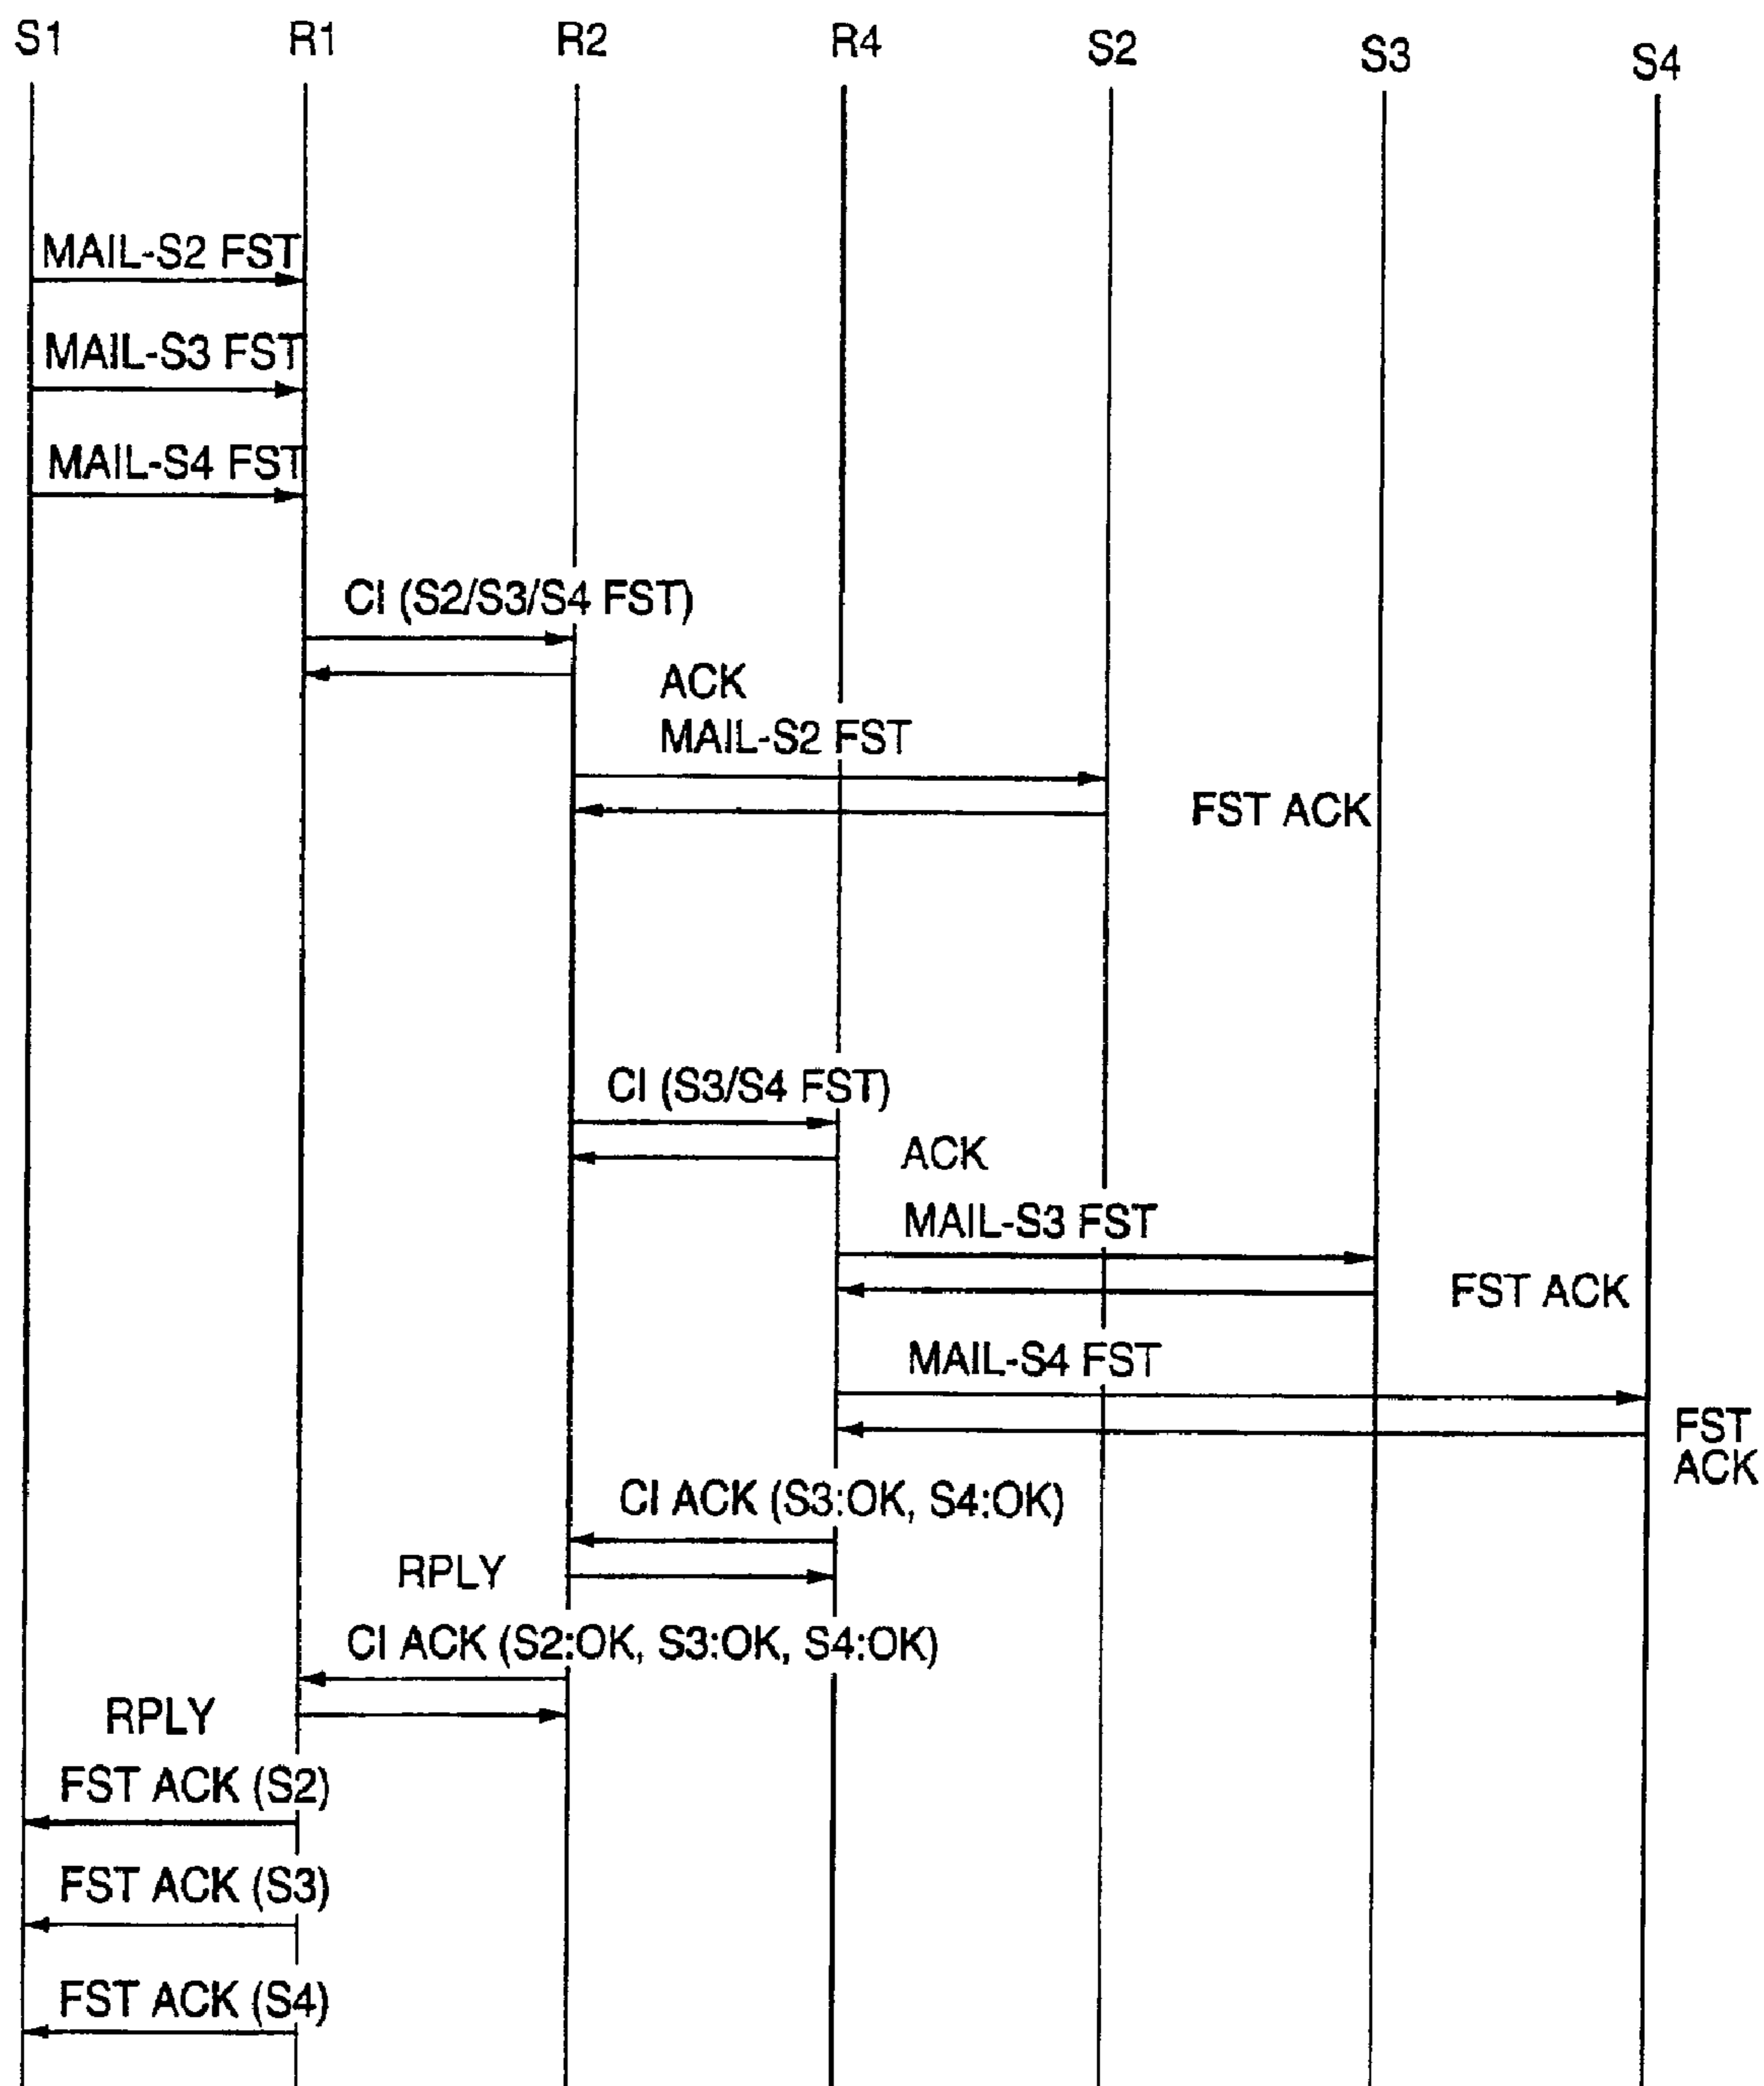 S1 R1 R2 R4 S2 S3 S4
MAIL-S2 FST
MAIL-S3 FST
MAIL-S4 FST
CI (S2/S3/S4 FST)
ACK
MAIL-S2 FST
FST ACK
CI (S3/S4 FST)
ACK
MAIL-S3 FST
FST ACK
MAIL-S4 FST
FST
ACK
CI ACK (S3:OK, S4:OK)
RPLY
CI ACK (S2:OK, S3:OK, S4:OK)
RPLY
FST ACK (S2)
FST ACK (S3)
FST ACK (S4)